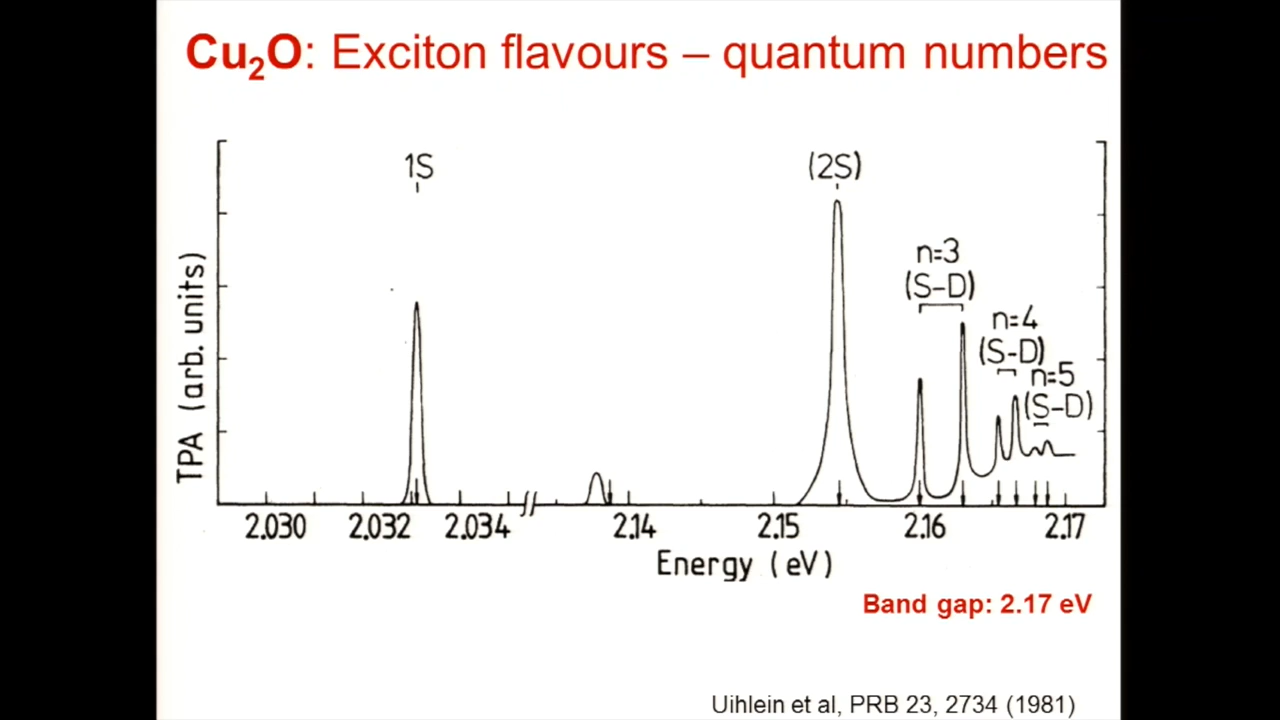 Cu₂O: Exciton flavours – quantum numbers
1S
(2S)
n=3
(S–D)
n=4
(S-D)
n=5
(S–D)
TPA (arb. units)
2.030 2.032 2.034 2.14 2.15 2.16 2.17
Energy (eV)
Band gap: 2.17 eV
Uihlein et al, PRB 23, 2734 (1981)